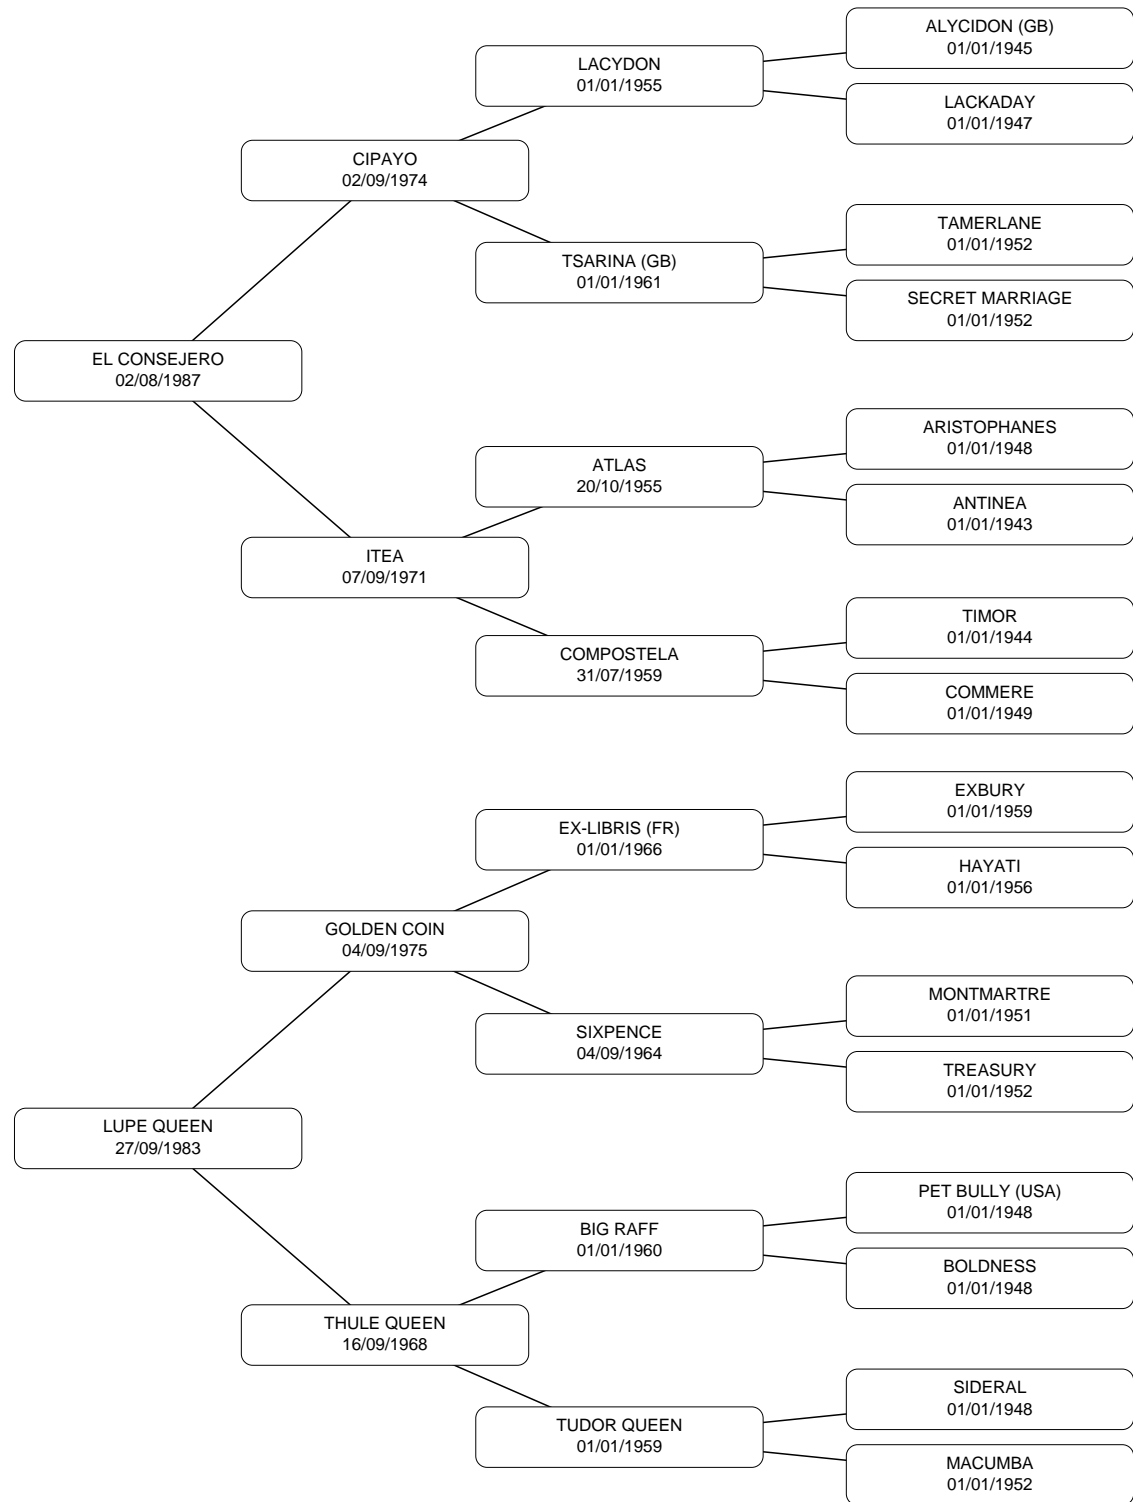 ALYCIDON (GB)
01/01/1945
LACYDON
01/01/1955
LACKADAY
01/01/1947
CIPAYO
02/09/1974
TAMERLANE
01/01/1952
TSARINA (GB)
01/01/1961
SECRET MARRIAGE
01/01/1952
EL CONSEJERO
02/08/1987
ARISTOPHANES
01/01/1948
ATLAS
20/10/1955
ANTINEA
01/01/1943
ITEA
07/09/1971
TIMOR
01/01/1944
COMPOSTELA
31/07/1959
COMMERE
01/01/1949
EXBURY
01/01/1959
EX-LIBRIS (FR)
01/01/1966
HAYATI
01/01/1956
GOLDEN COIN
04/09/1975
MONTMARTRE
01/01/1951
SIXPENCE
04/09/1964
TREASURY
01/01/1952
LUPE QUEEN
27/09/1983
PET BULLY (USA)
01/01/1948
BIG RAFF
01/01/1960
BOLDNESS
01/01/1948
THULE QUEEN
16/09/1968
SIDERAL
01/01/1948
TUDOR QUEEN
01/01/1959
MACUMBA
01/01/1952